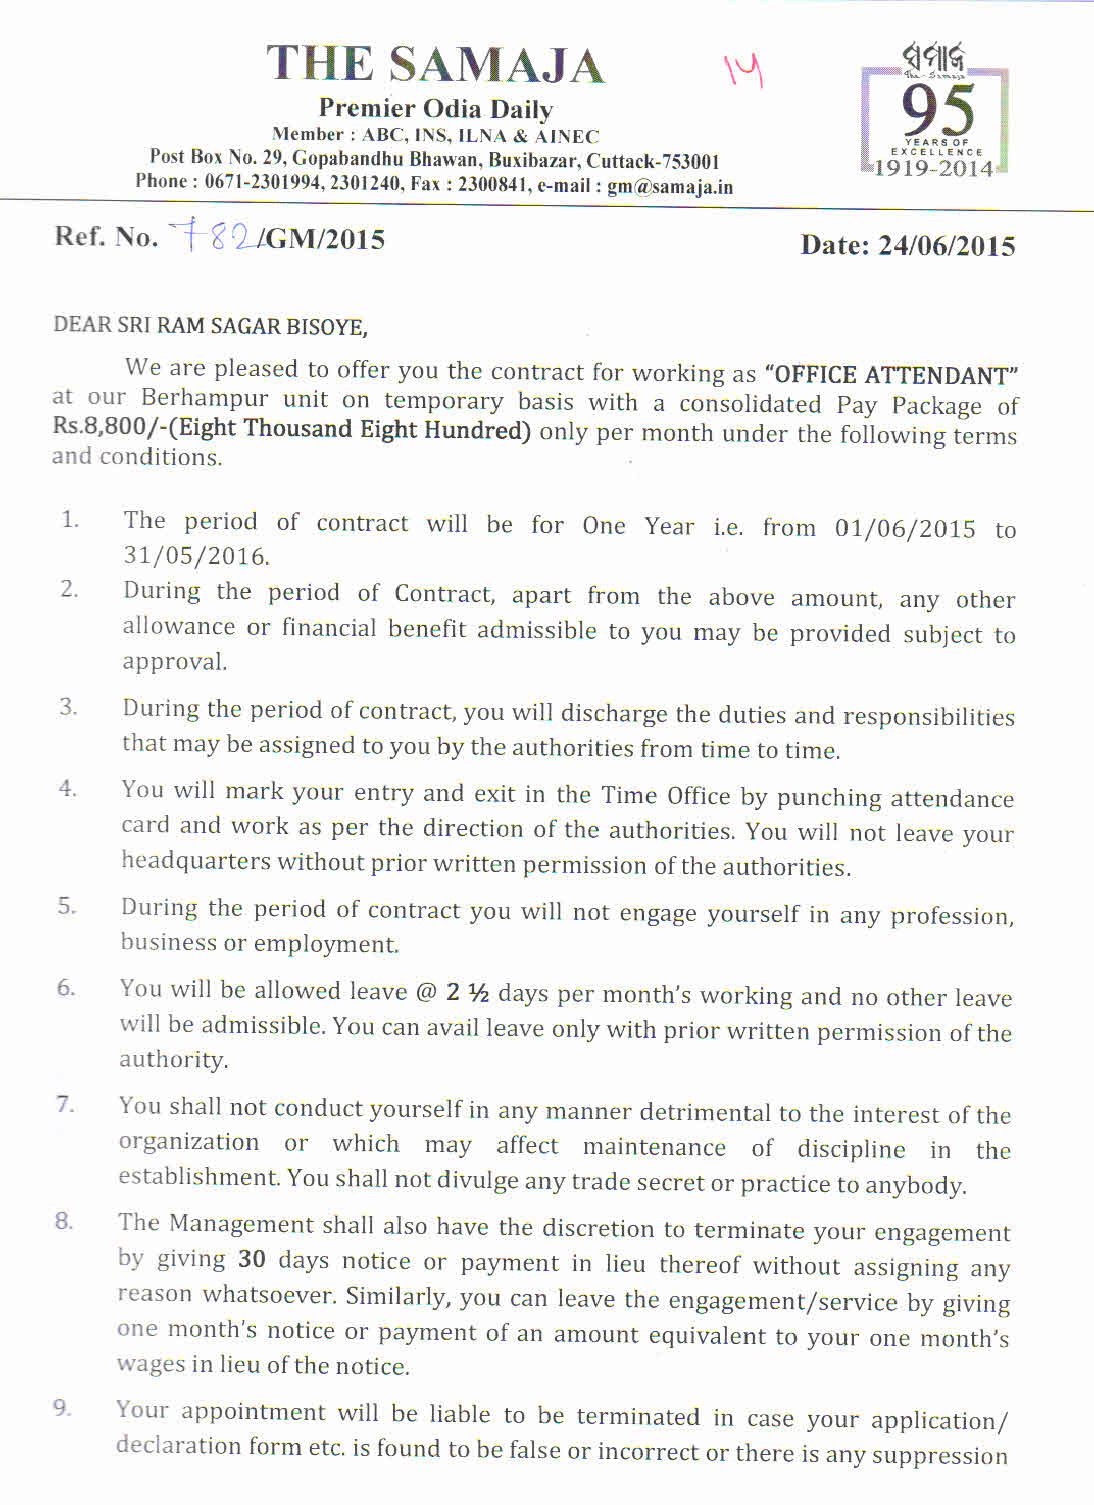 THE SAMAJA
Premier Odia Daily
Member : ABC, INS, ILNA & AINEC
Post Box No. 29, Gopabandhu Bhawan, Buxibazar, Cuttack-753001
Phone : 0671-2301994, 2301240, Fax : 2300841, e-mail : gm@samaja.in
14
ସମାଜ
The Samaja
95
YEARS OF
EXCELLENCE
1919-2014
Ref. No. 782/GM/2015
Date: 24/06/2015
DEAR SRI RAM SAGAR BISOYE,
We are pleased to offer you the contract for working as “OFFICE ATTENDANT”
at our Berhampur unit on temporary basis with a consolidated Pay Package of
Rs.8,800/-(Eight Thousand Eight Hundred) only per month under the following terms
and conditions.
1. The period of contract will be for One Year i.e. from 01/06/2015 to
31/05/2016.
2. During the period of Contract, apart from the above amount, any other
allowance or financial benefit admissible to you may be provided subject to
approval.
3. During the period of contract, you will discharge the duties and responsibilities
that may be assigned to you by the authorities from time to time.
4. You will mark your entry and exit in the Time Office by punching attendance
card and work as per the direction of the authorities. You will not leave your
headquarters without prior written permission of the authorities.
5. During the period of contract you will not engage yourself in any profession,
business or employment.
6. You will be allowed leave @ 2 ½ days per month's working and no other leave
will be admissible. You can avail leave only with prior written permission of the
authority.
7. You shall not conduct yourself in any manner detrimental to the interest of the
organization or which may affect maintenance of discipline in the
establishment. You shall not divulge any trade secret or practice to anybody.
8. The Management shall also have the discretion to terminate your engagement
by giving 30 days notice or payment in lieu thereof without assigning any
reason whatsoever. Similarly, you can leave the engagement/service by giving
one month's notice or payment of an amount equivalent to your one month's
wages in lieu of the notice.
9. Your appointment will be liable to be terminated in case your application/
declaration form etc. is found to be false or incorrect or there is any suppression